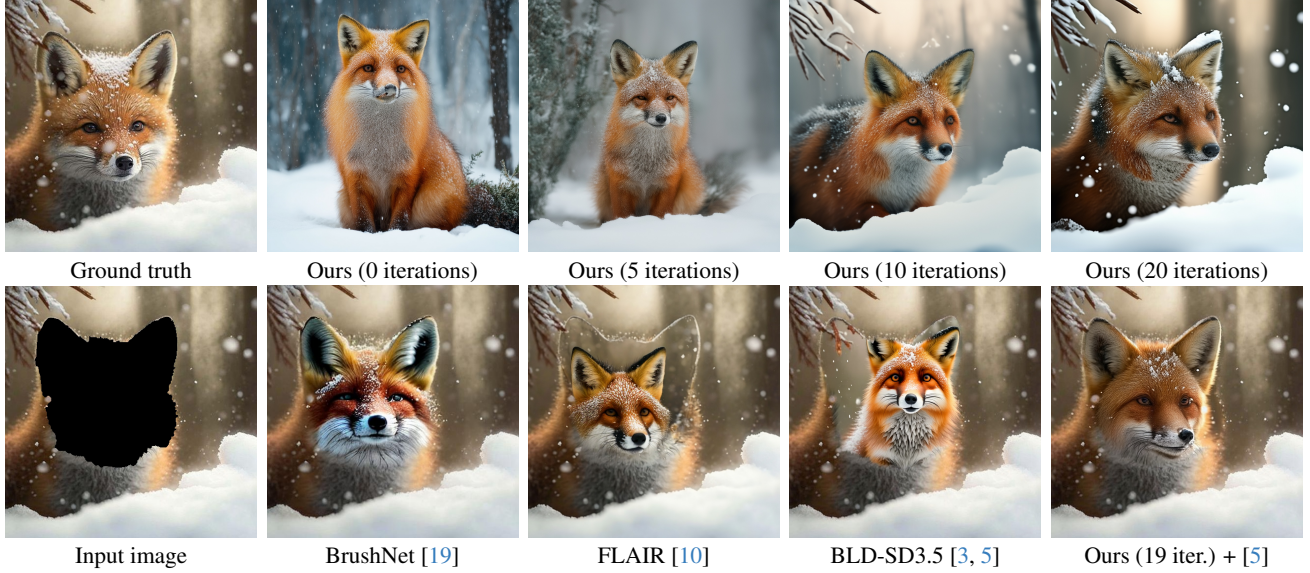 Ground truth
Ours (0 iterations)
Ours (5 iterations)
Ours (10 iterations)
Ours (20 iterations)
Input image
BrushNet [19]
FLAIR [10]
BLD-SD3.5 [3, 5]
Ours (19 iter.) + [5]